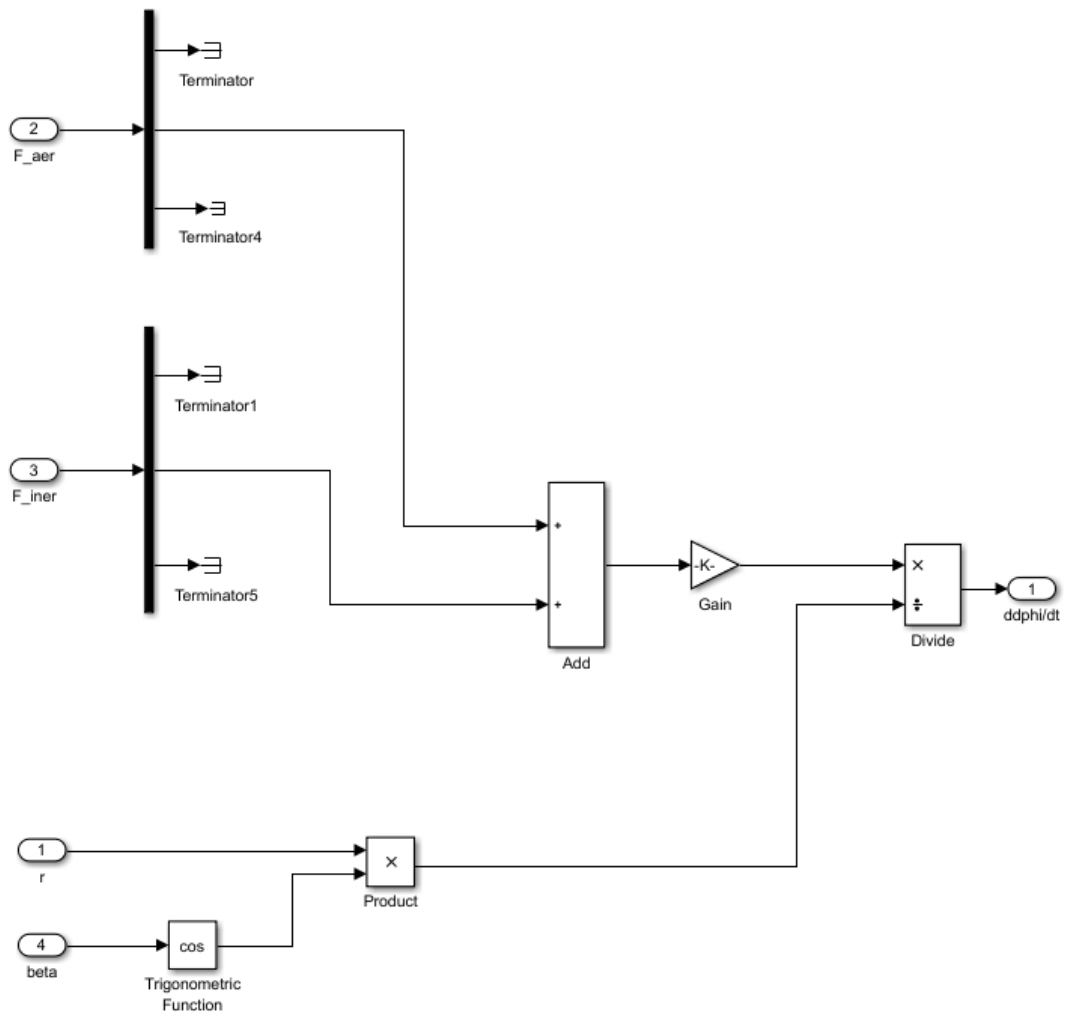 Terminator
2
F_aer
Terminator4
Terminator1
3
F_iner
Terminator5
+
+
Add
-K-
Gain
×
÷
Divide
1
ddphi/dt
1
r
×
Product
4
beta
cos
Trigonometric
Function